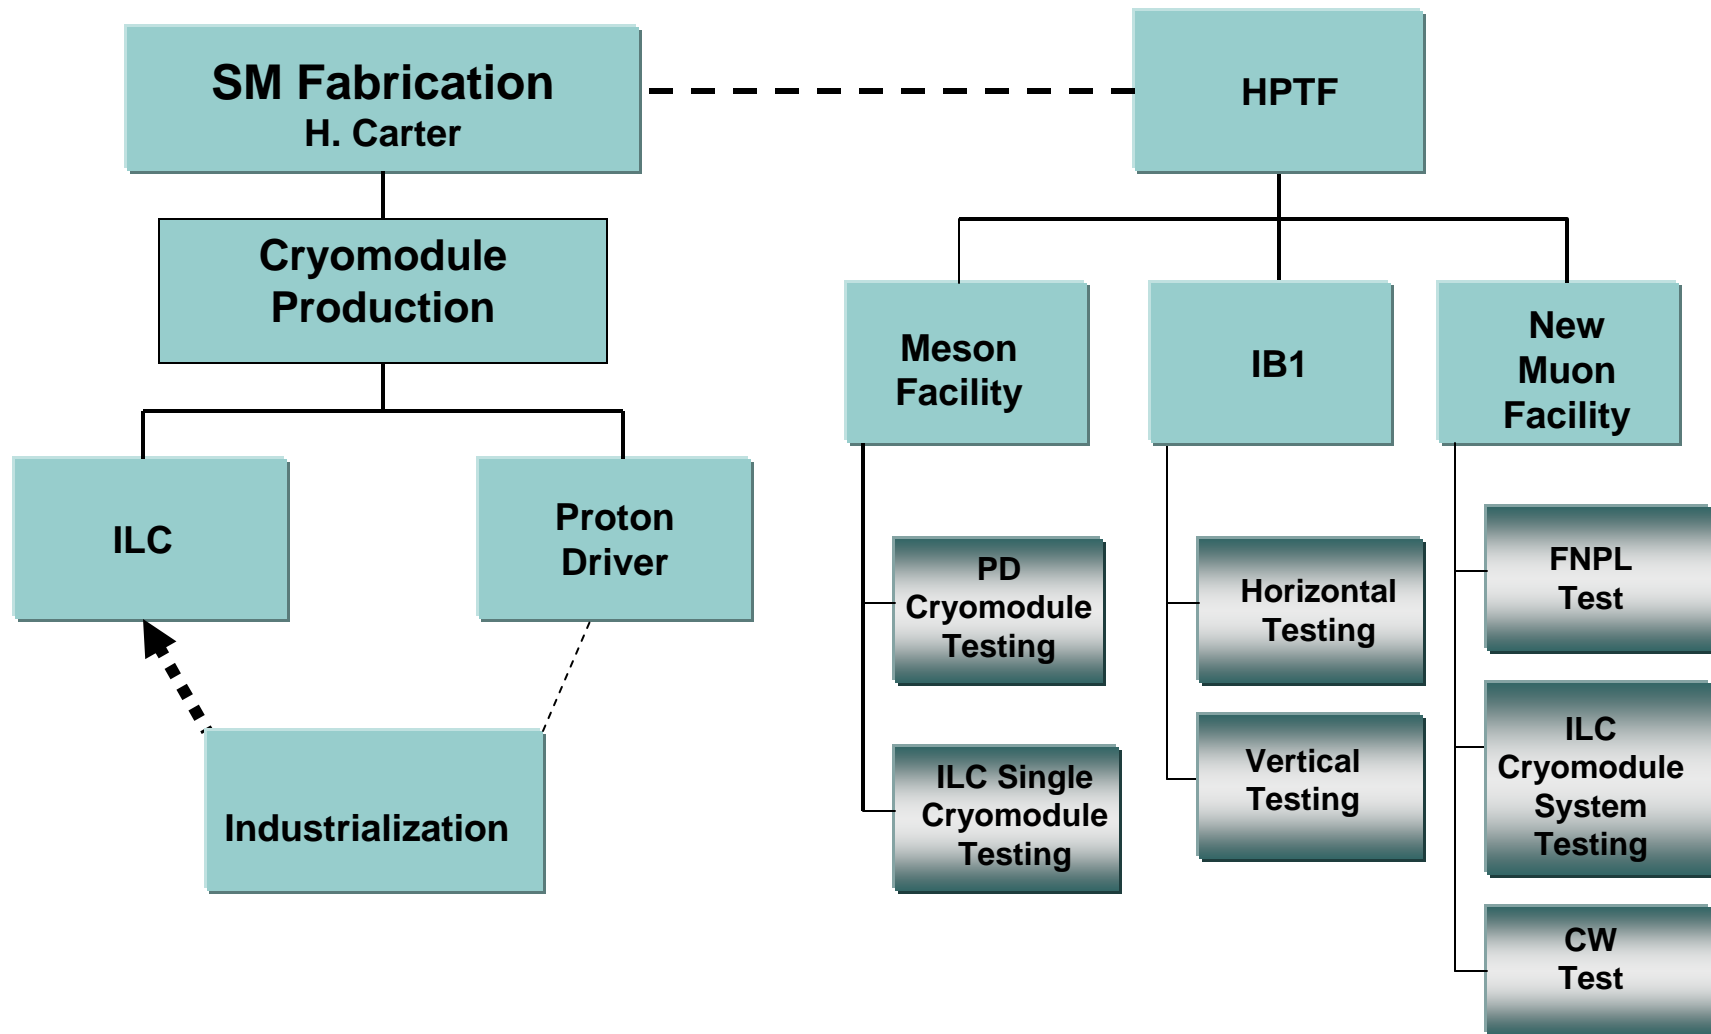 SM Fabrication
H. Carter
HPTF
Cryomodule
Production
Meson
Facility
IB1
New
Muon
Facility
ILC
Proton
Driver
PD
Cryomodule
Testing
Horizontal
Testing
FNPL
Test
Industrialization
ILC Single
Cryomodule
Testing
Vertical
Testing
ILC
Cryomodule
System
Testing
CW
Test